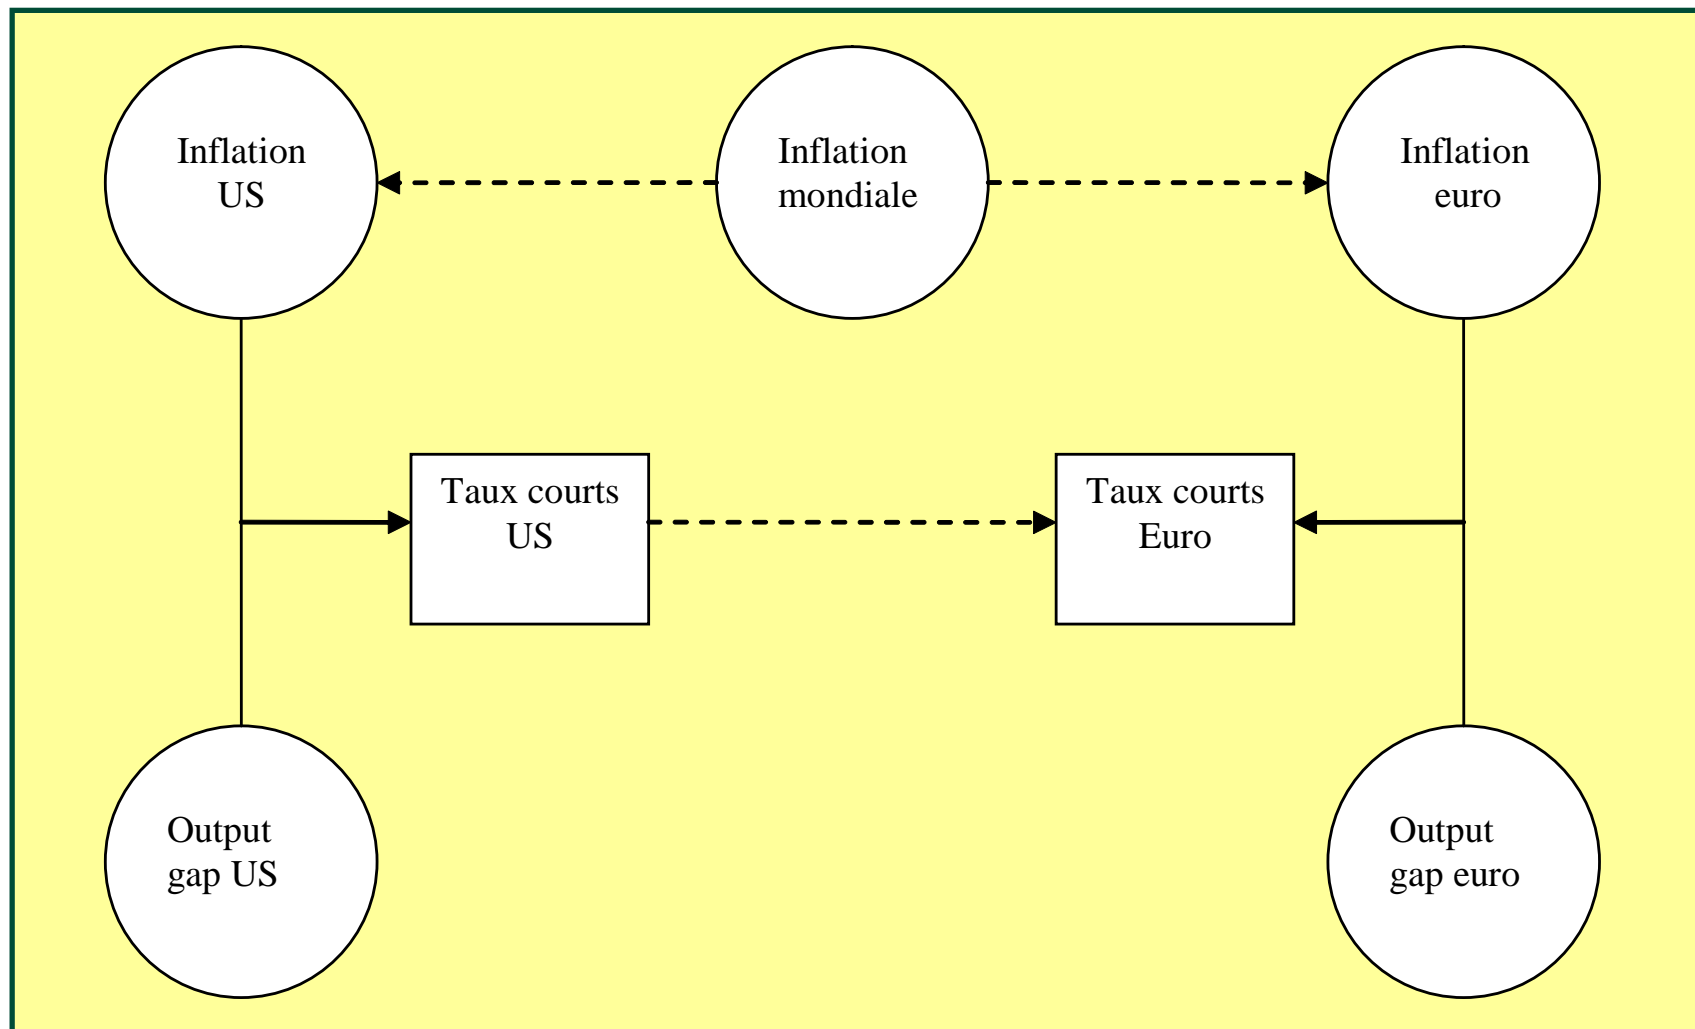 Inflation
US
Inflation
mondiale
Inflation
euro
Taux courts
US
Taux courts
Euro
Output
gap US
Output
gap euro